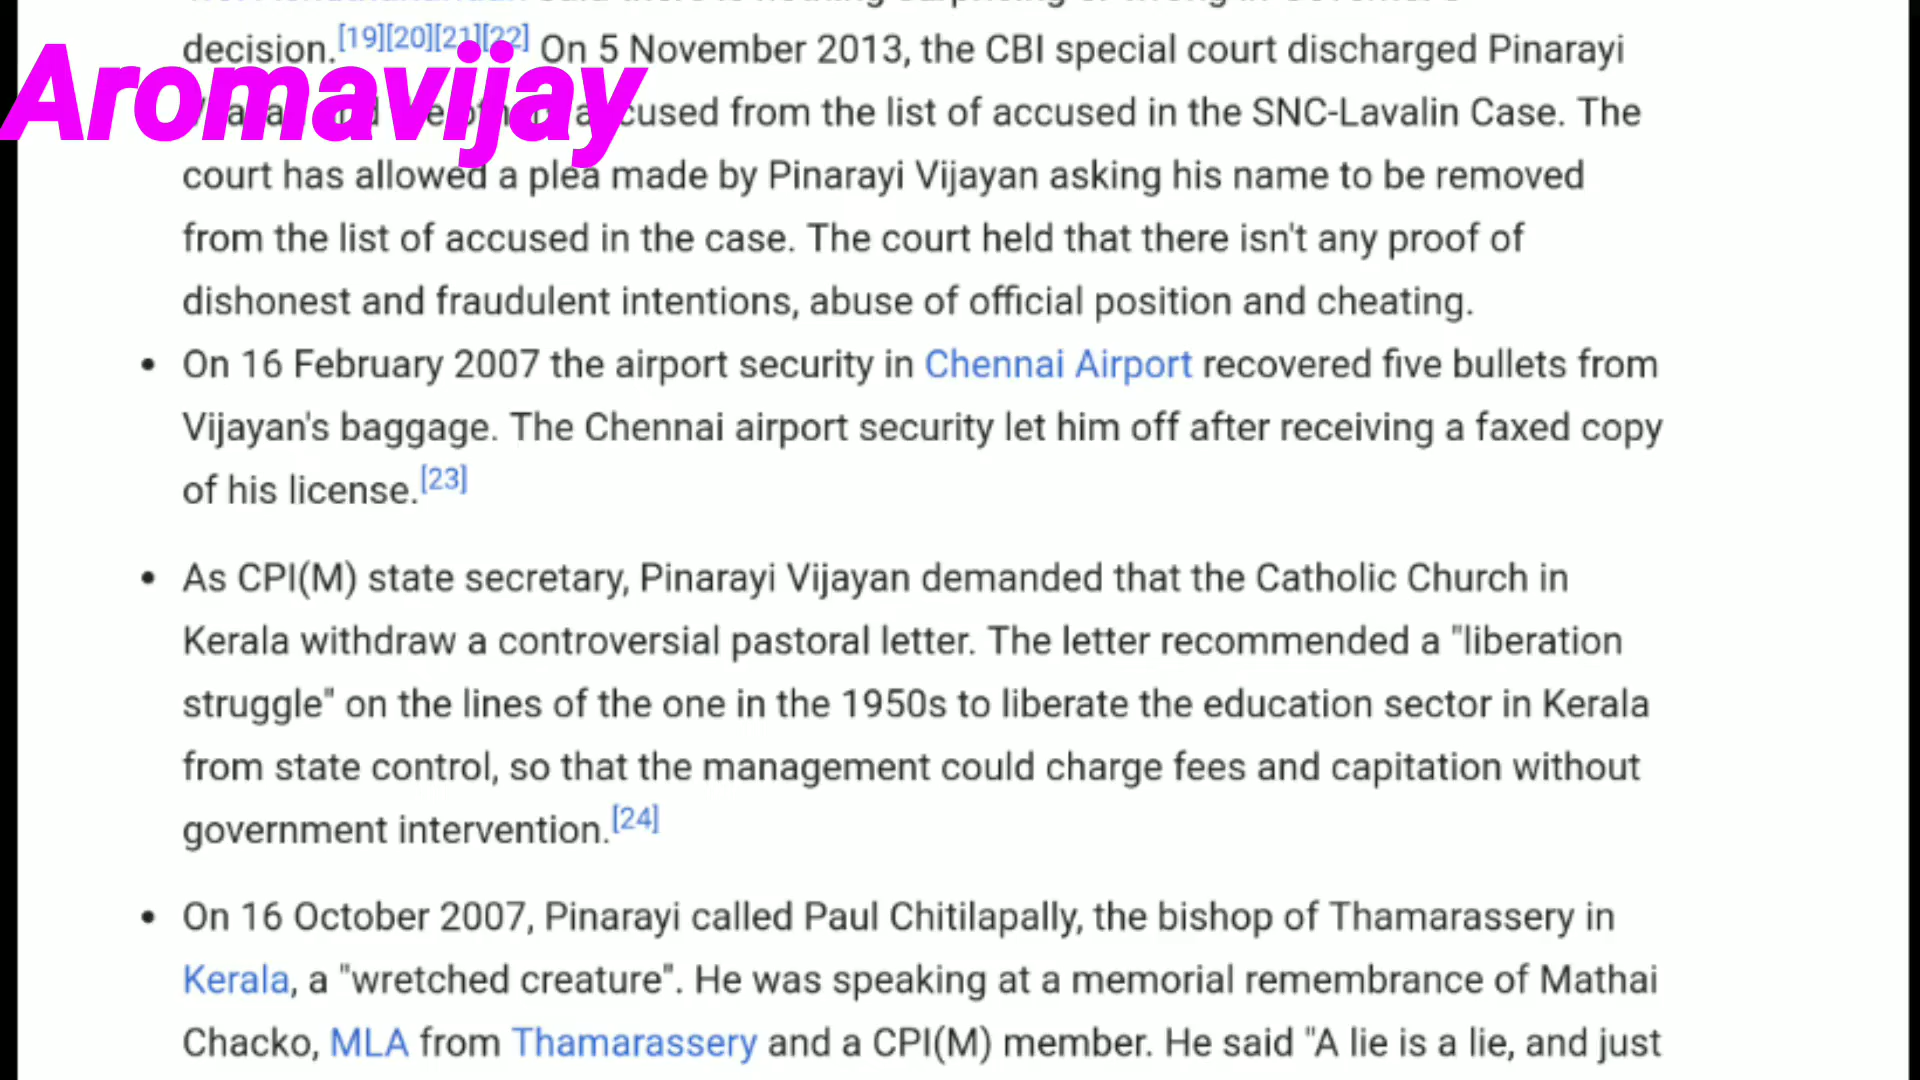 decision.[19][20][21][22] On 5 November 2013, the CBI special court discharged Pinarayi
Aromavijay
accused from the list of accused in the SNC-Lavalin Case. The
court has allowed a plea made by Pinarayi Vijayan asking his name to be removed
from the list of accused in the case. The court held that there isn't any proof of
dishonest and fraudulent intentions, abuse of official position and cheating.
• On 16 February 2007 the airport security in Chennai Airport recovered five bullets from
Vijayan's baggage. The Chennai airport security let him off after receiving a faxed copy
of his license.[23]
• As CPI(M) state secretary, Pinarayi Vijayan demanded that the Catholic Church in
Kerala withdraw a controversial pastoral letter. The letter recommended a "liberation
struggle" on the lines of the one in the 1950s to liberate the education sector in Kerala
from state control, so that the management could charge fees and capitation without
government intervention.[24]
• On 16 October 2007, Pinarayi called Paul Chitilapally, the bishop of Thamarassery in
Kerala, a "wretched creature". He was speaking at a memorial remembrance of Mathai
Chacko, MLA from Thamarassery and a CPI(M) member. He said "A lie is a lie, and just